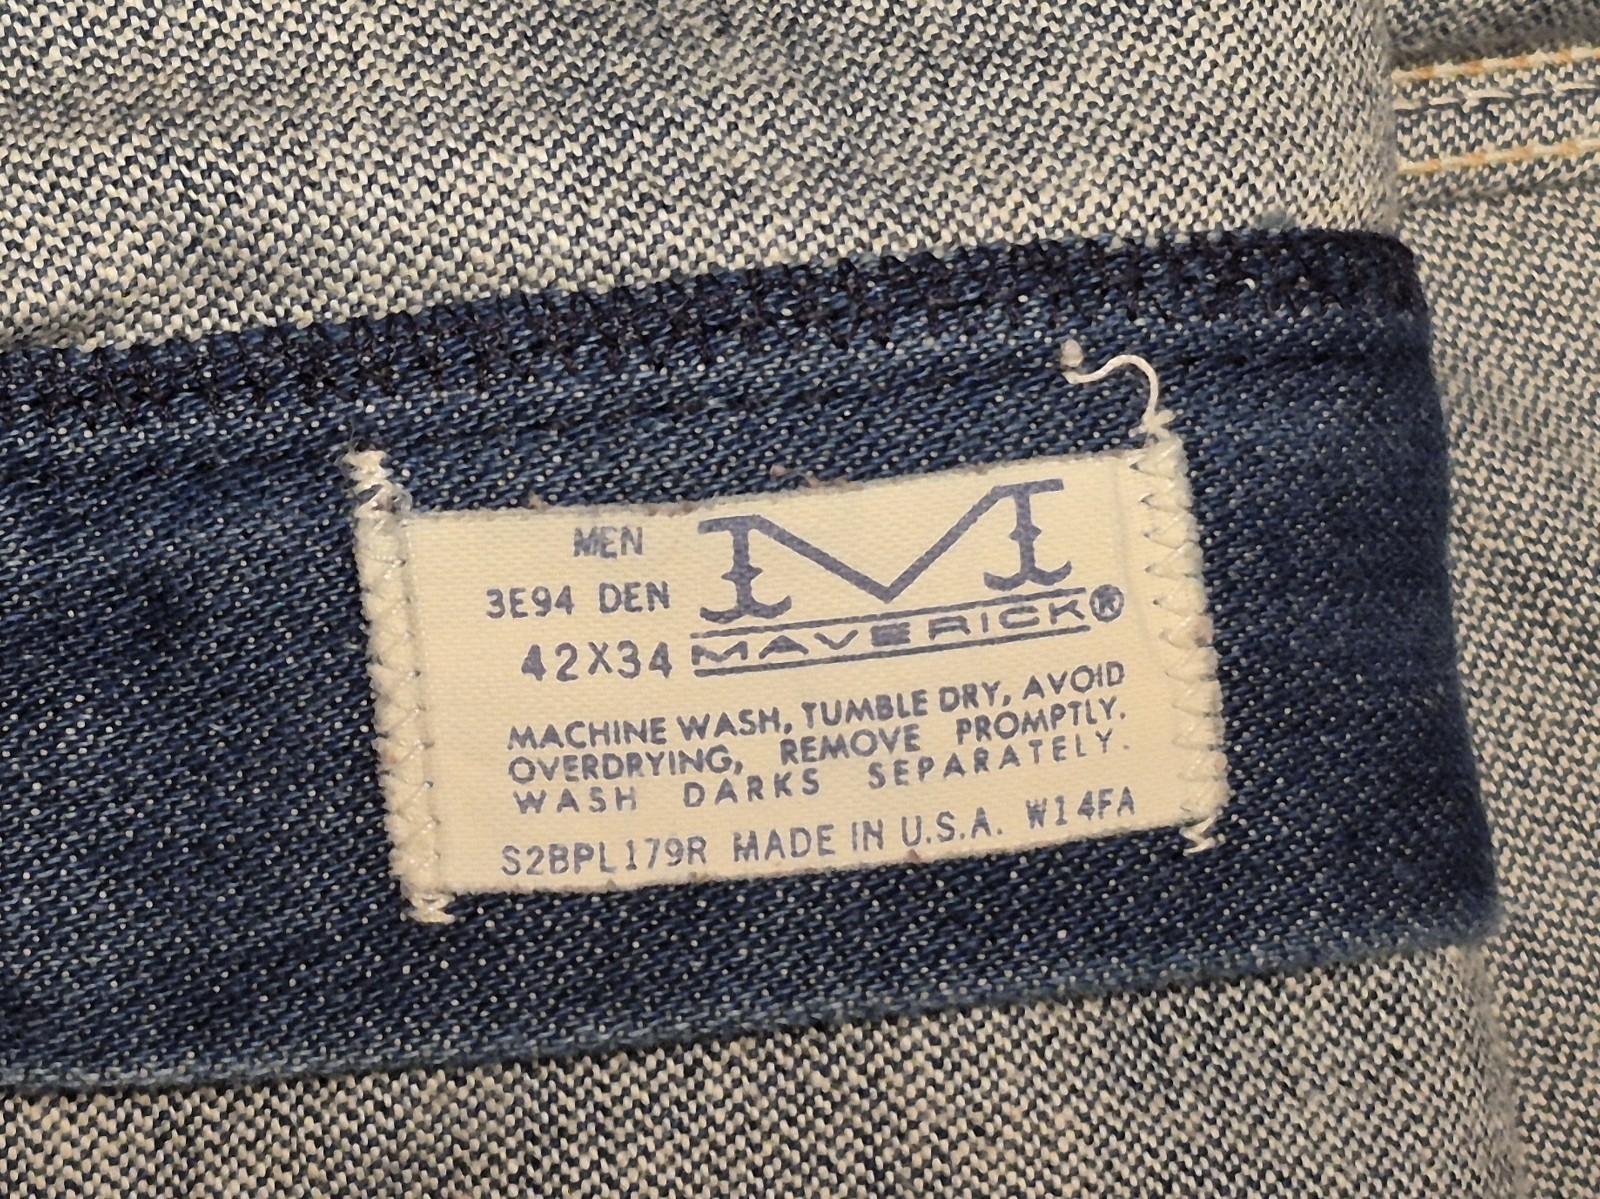 MEN
3E94 DEN
42X34
M
MAVERICK®
MACHINE WASH, TUMBLE DRY, AVOID
OVERDRYING, REMOVE PROMPTLY.
WASH DARKS SEPARATELY.
S2BPL179R MADE IN U.S.A. W14FA